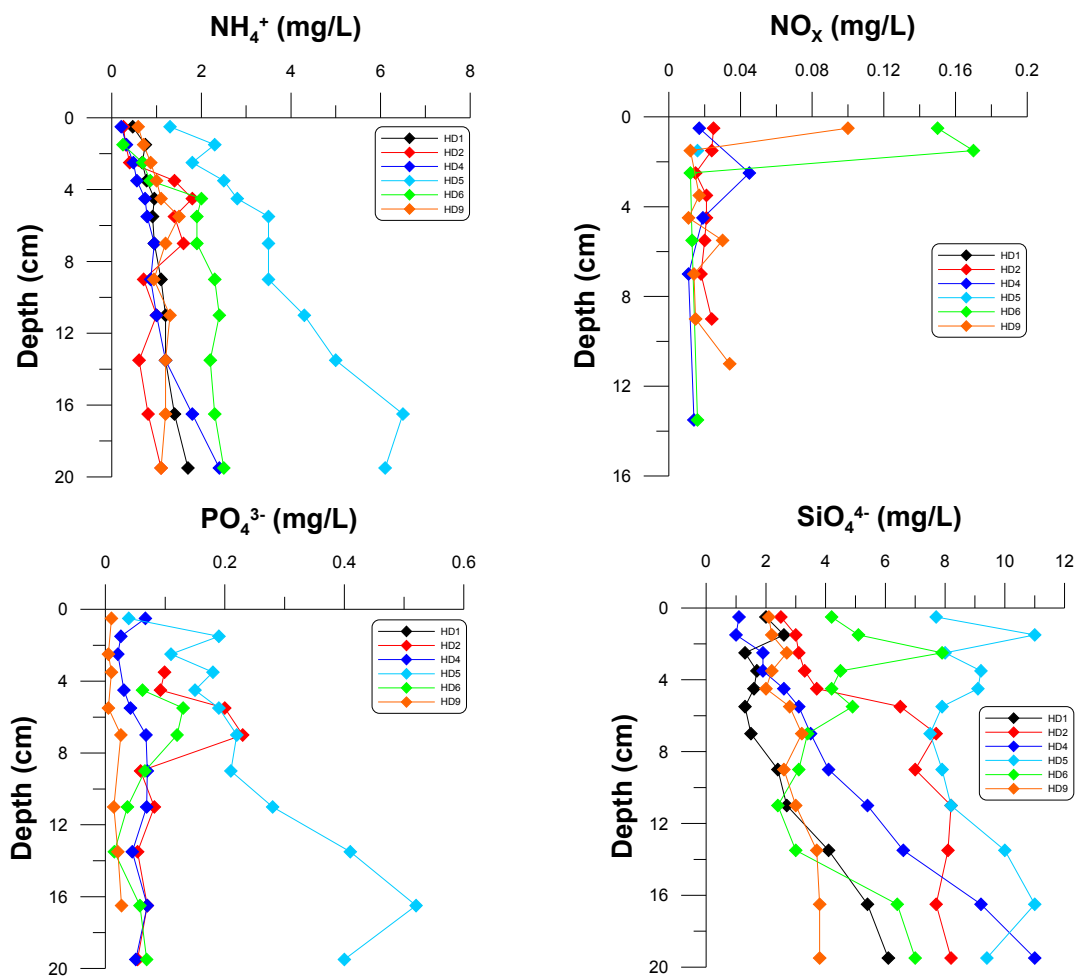 NH₄⁺ (mg/L)
0 2 4 6 8
0
4
8
12
16
20
Depth (cm)
HD1
HD2
HD4
HD5
HD6
HD9
NOₓ (mg/L)
0 0.04 0.08 0.12 0.16 0.2
0
4
8
12
16
Depth (cm)
HD1
HD2
HD4
HD5
HD6
HD9
PO₄³⁻ (mg/L)
0 0.2 0.4 0.6
0
4
8
12
16
20
Depth (cm)
HD1
HD2
HD4
HD5
HD6
HD9
SiO₄⁴⁻ (mg/L)
0 2 4 6 8 10 12
0
4
8
12
16
20
Depth (cm)
HD1
HD2
HD4
HD5
HD6
HD9